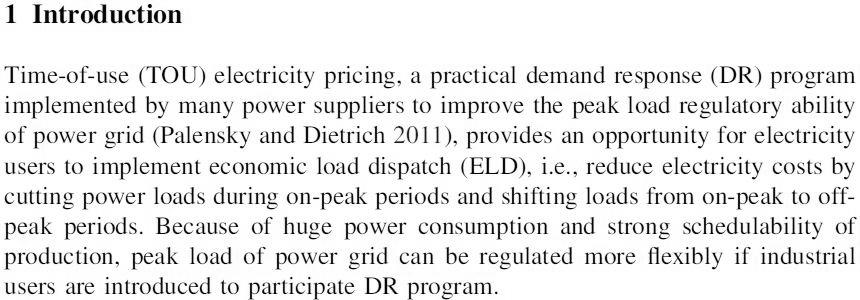 1 Introduction
Time-of-use (TOU) electricity pricing, a practical demand response (DR) program
implemented by many power suppliers to improve the peak load regulatory ability
of power grid (Palensky and Dietrich 2011), provides an opportunity for electricity
users to implement economic load dispatch (ELD), i.e., reduce electricity costs by
cutting power loads during on-peak periods and shifting loads from on-peak to off-
peak periods. Because of huge power consumption and strong schedulability of
production, peak load of power grid can be regulated more flexibly if industrial
users are introduced to participate DR program.